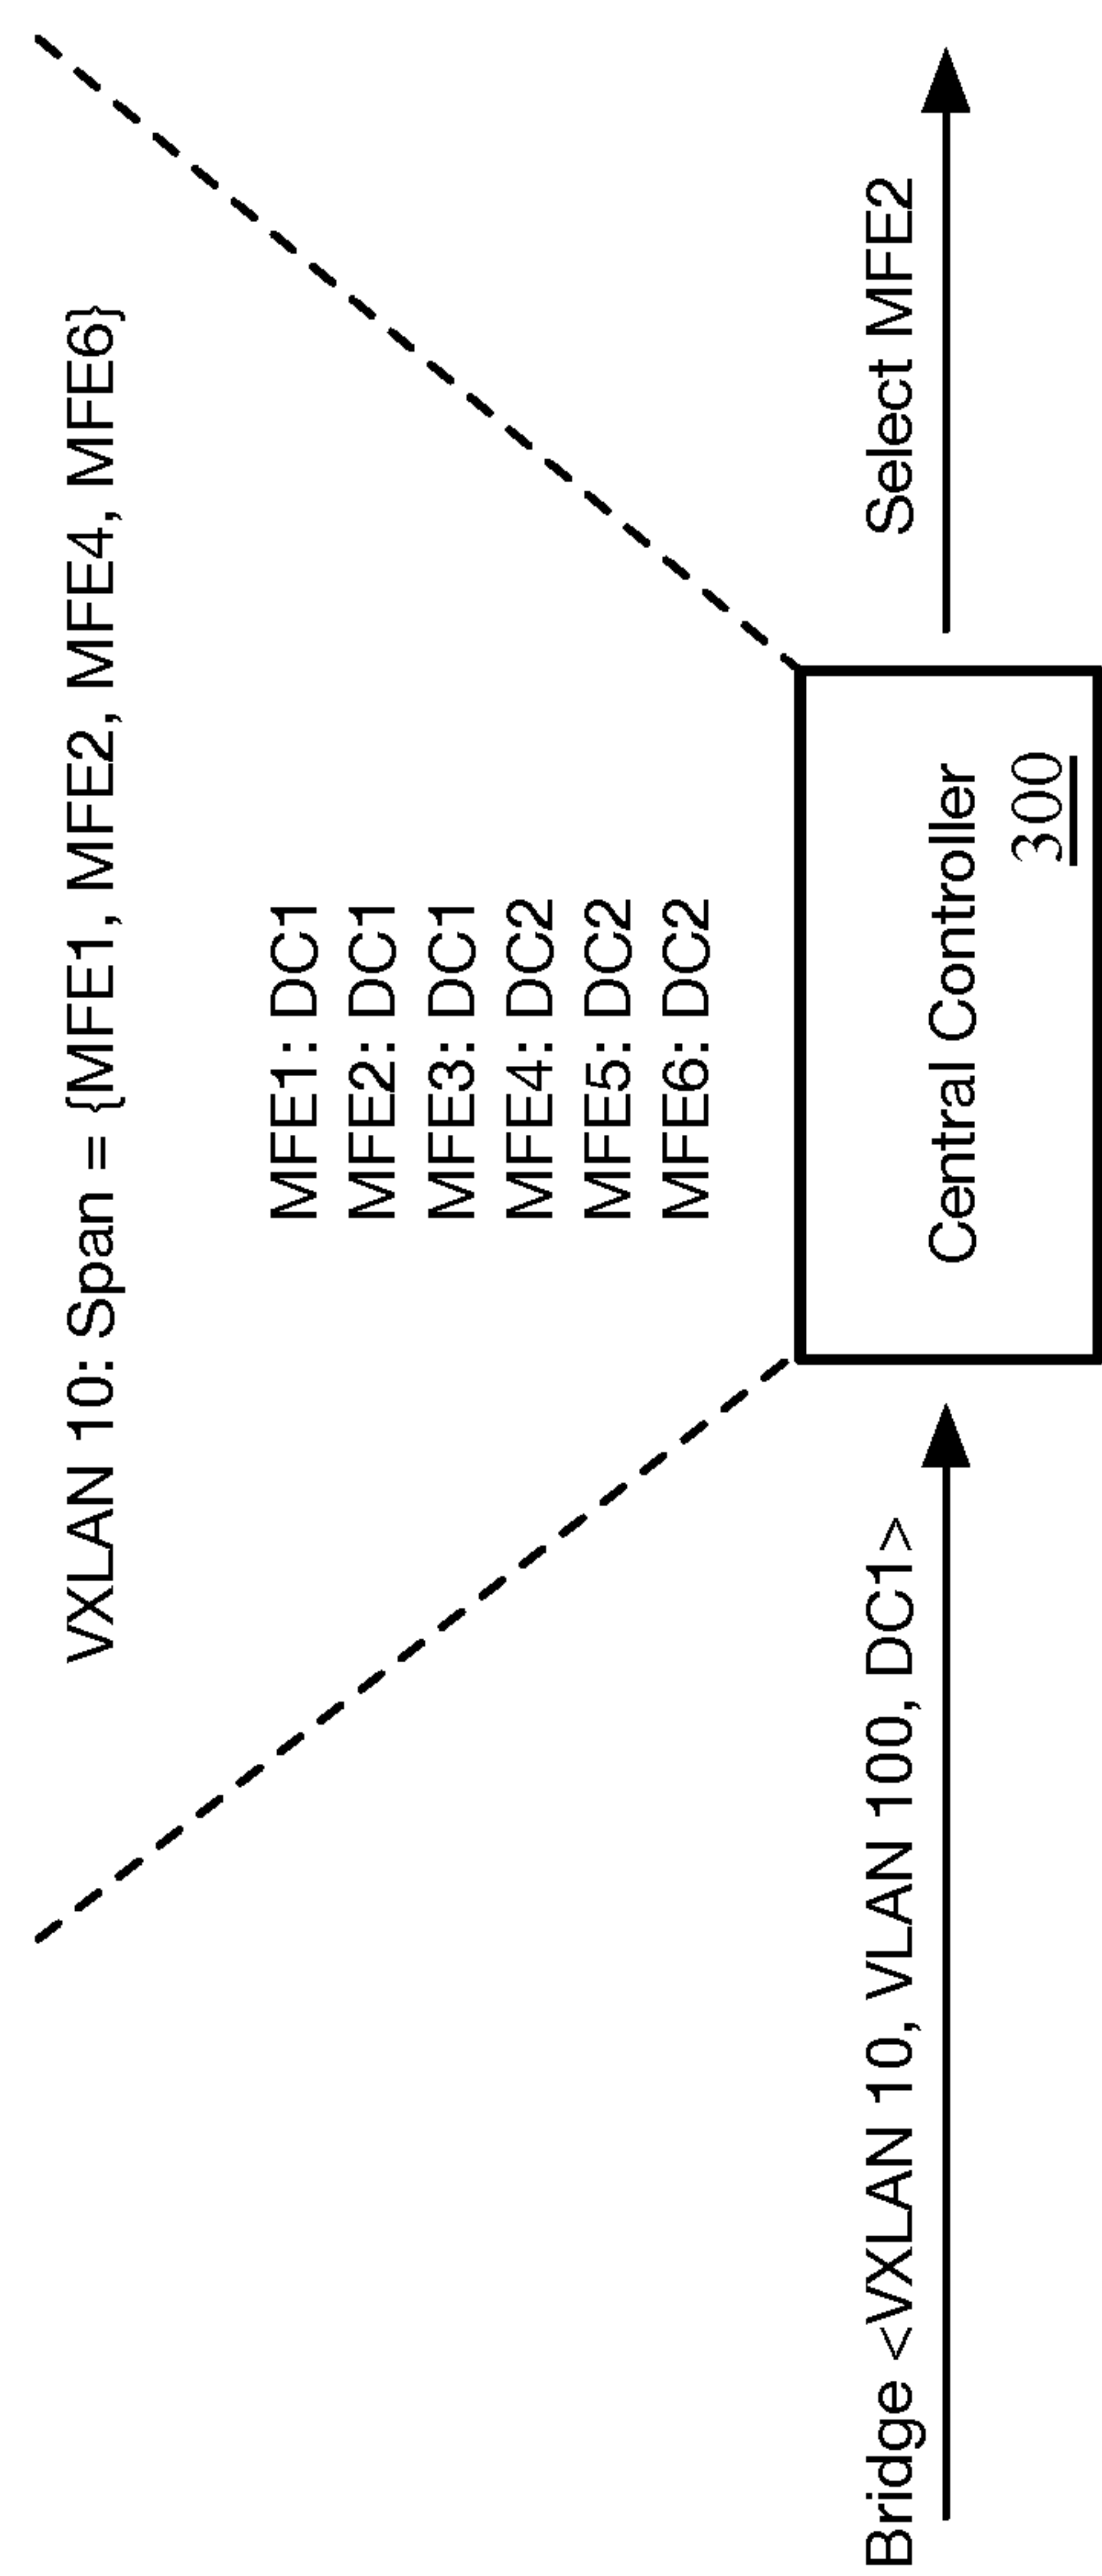 VXLAN 10: Span = {MFE1, MFE2, MFE4, MFE6}
MFE1: DC1
MFE2: DC1
MFE3: DC1
MFE4: DC2
MFE5: DC2
MFE6: DC2
Bridge <VXLAN 10, VLAN 100, DC1>
Central Controller
300
Select MFE2